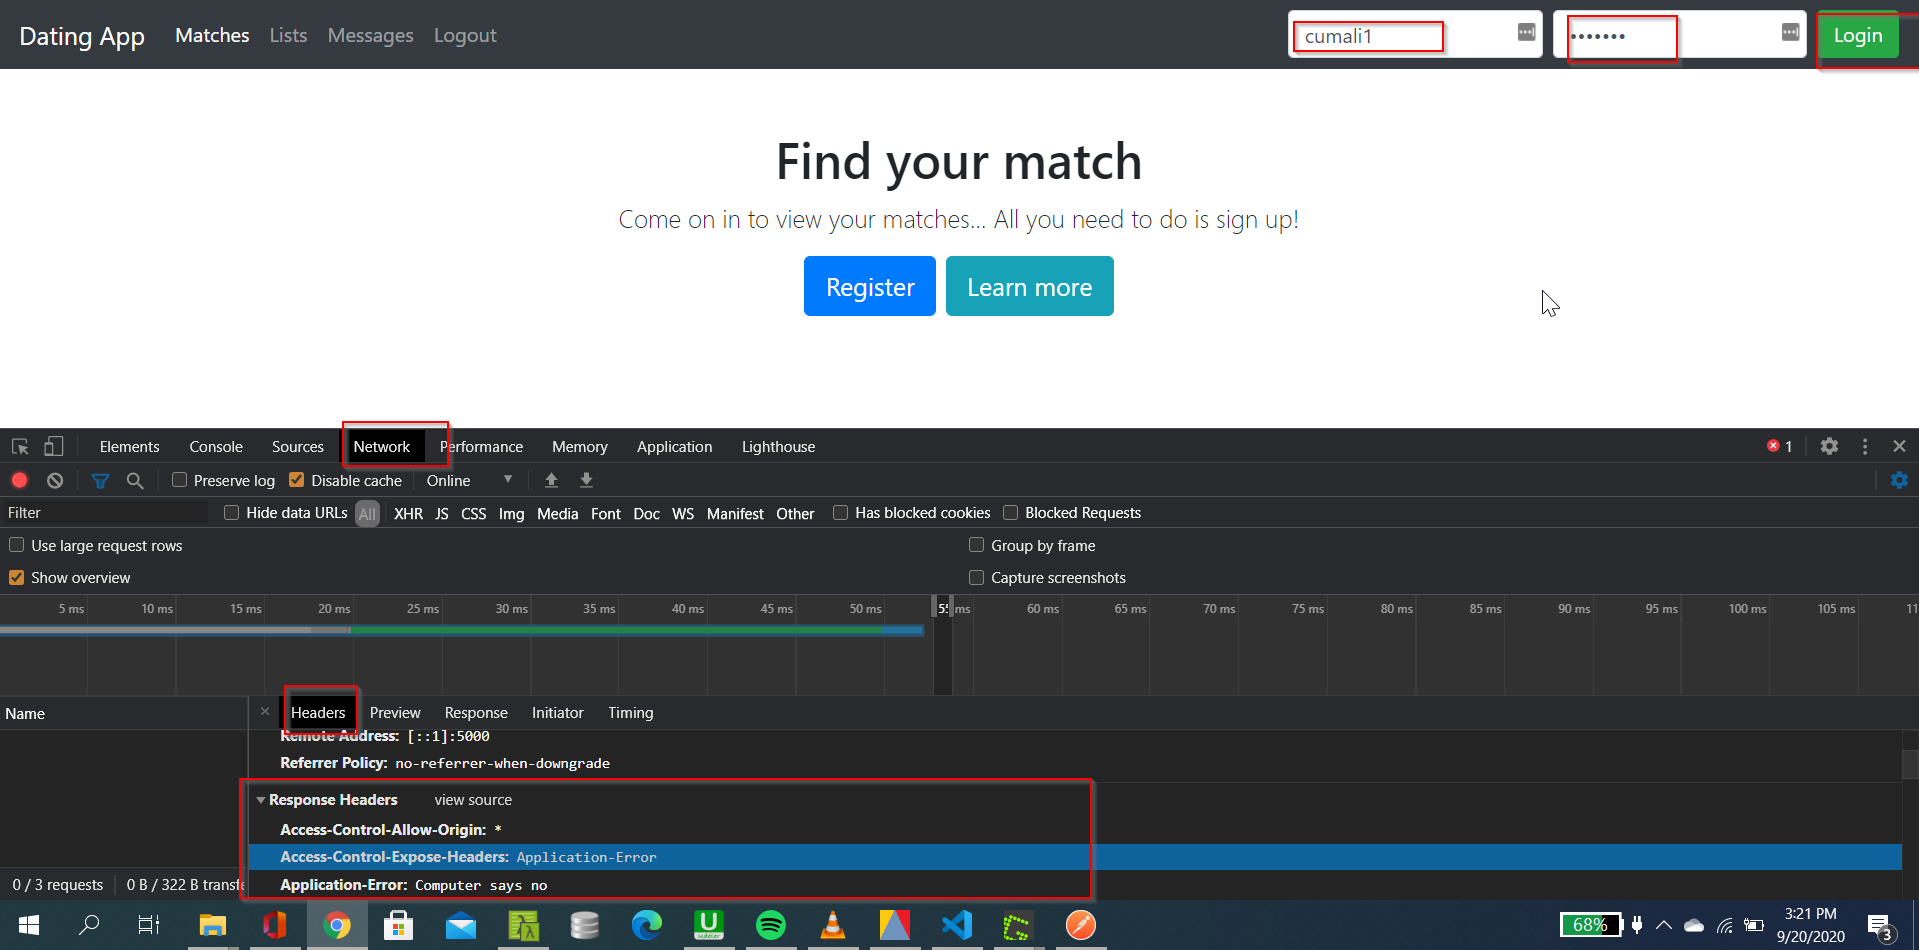 Dating App Matches Lists Messages Logout cumali1 ••••••• Login
Find your match
Come on in to view your matches... All you need to do is sign up!
Register Learn more
Elements Console Sources Network Performance Memory Application Lighthouse 1
Preserve log Disable cache Online
Filter Hide data URLs All XHR JS CSS Img Media Font Doc WS Manifest Other Has blocked cookies Blocked Requests
Use large request rows Group by frame
Show overview Capture screenshots
5 ms 10 ms 15 ms 20 ms 25 ms 30 ms 35 ms 40 ms 45 ms 50 ms ms 60 ms 65 ms 70 ms 75 ms 80 ms 85 ms 90 ms 95 ms 100 ms 105 ms 11
Name Headers Preview Response Initiator Timing
Remote Address: [::1]:5000
Referrer Policy: no-referrer-when-downgrade
Response Headers view source
Access-Control-Allow-Origin: *
Access-Control-Expose-Headers: Application-Error
0 / 3 requests 0 B / 322 B transfe Application-Error: Computer says no
68% 3:21 PM
9/20/2020 3